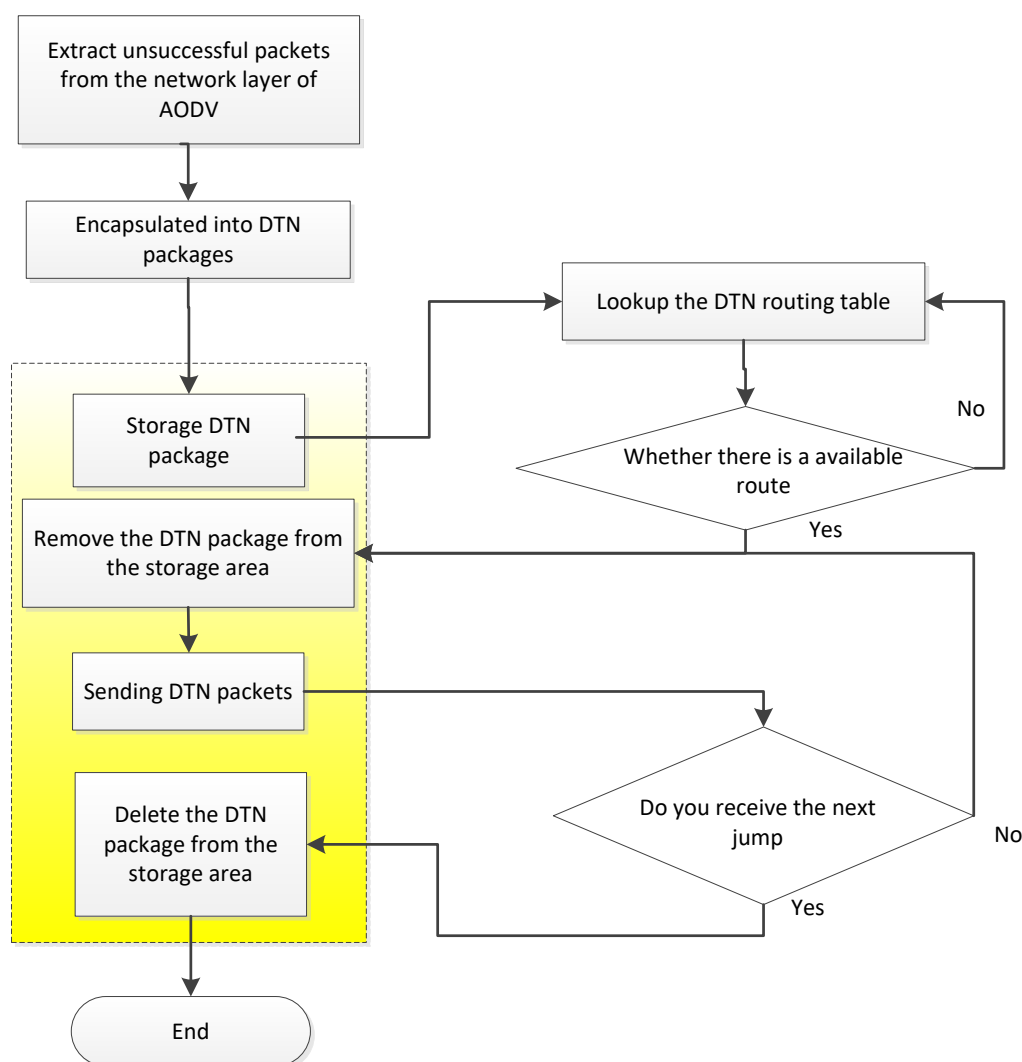 Extract unsuccessful packets
from the network layer of
AODV
Encapsulated into DTN
packages
Lookup the DTN routing table
Storage DTN
package
No
Whether there is a available
route
Yes
Remove the DTN package from
the storage area
Sending DTN packets
Do you receive the next
jump
No
Yes
Delete the DTN
package from the
storage area
End